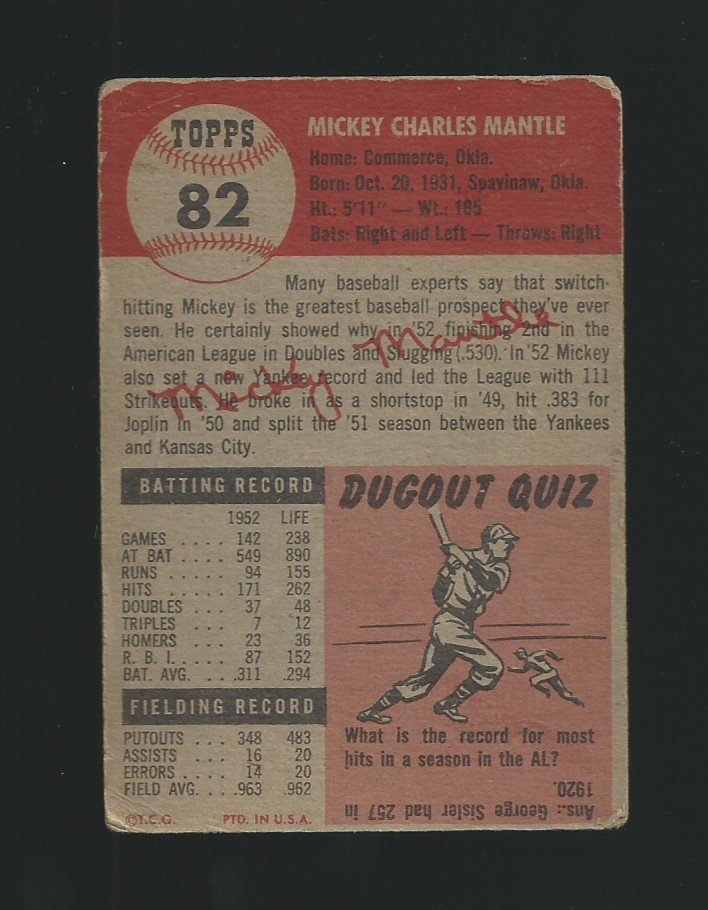 TOPPS
82
MICKEY CHARLES MANTLE
Home: Commerce, Okla.
Born: Oct. 20, 1931, Spavinaw, Okla.
Ht.: 5'11" — Wt.: 185
Bats: Right and Left — Throws: Right
Many baseball experts say that switch-
hitting Mickey is the greatest baseball prospect they've ever
seen. He certainly showed why in '52 finishing 2nd in the
American League in Doubles and Slugging (.530). In '52 Mickey
also set a new Yankee record and led the League with 111
Strikeouts. He broke in as a shortstop in '49, hit .383 for
Joplin in '50 and split the '51 season between the Yankees
and Kansas City.
Mickey Mantle
BATTING RECORD
1952 LIFE
GAMES .... 142 238
AT BAT .... 549 890
RUNS ..... 94 155
HITS ..... 171 262
DOUBLES ... 37 48
TRIPLES ... 7 12
HOMERS ... 23 36
R. B. I. .... 87 152
BAT. AVG. ... .311 .294
FIELDING RECORD
PUTOUTS ... 348 483
ASSISTS .... 16 20
ERRORS .... 14 20
FIELD AVG. ... .963 .962
©T.C.G. PTD. IN U.S.A.
DUGOUT QUIZ
What is the record for most
hits in a season in the AL?
Ans.: George Sisler had 257 in
1920.